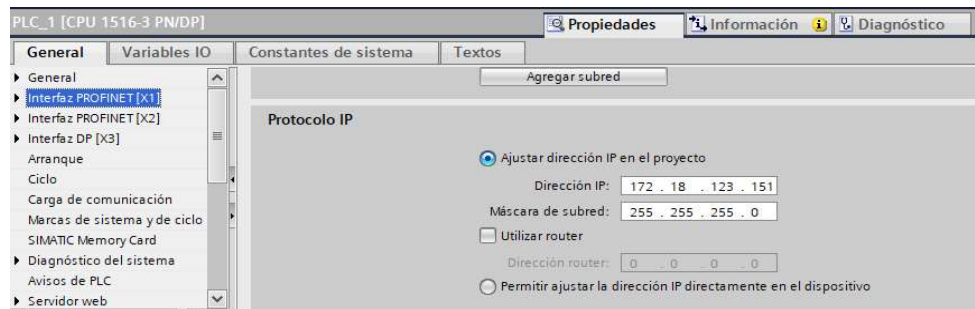 PLC_1 [CPU 1516-3 PN/DP]
Propiedades
Información
Diagnóstico
General
Variables IO
Constantes de sistema
Textos
General
Interfaz PROFINET [X1]
Interfaz PROFINET [X2]
Interfaz DP [X3]
Arranque
Ciclo
Carga de comunicación
Marcas de sistema y de ciclo
SIMATIC Memory Card
Diagnóstico del sistema
Avisos de PLC
Servidor web
Agregar subred
Protocolo IP
Ajustar dirección IP en el proyecto
Dirección IP: 172 . 18 . 123 . 151
Máscara de subred: 255 . 255 . 255 . 0
Utilizar router
Dirección router: 0 . 0 . 0 . 0
Permitir ajustar la dirección IP directamente en el dispositivo